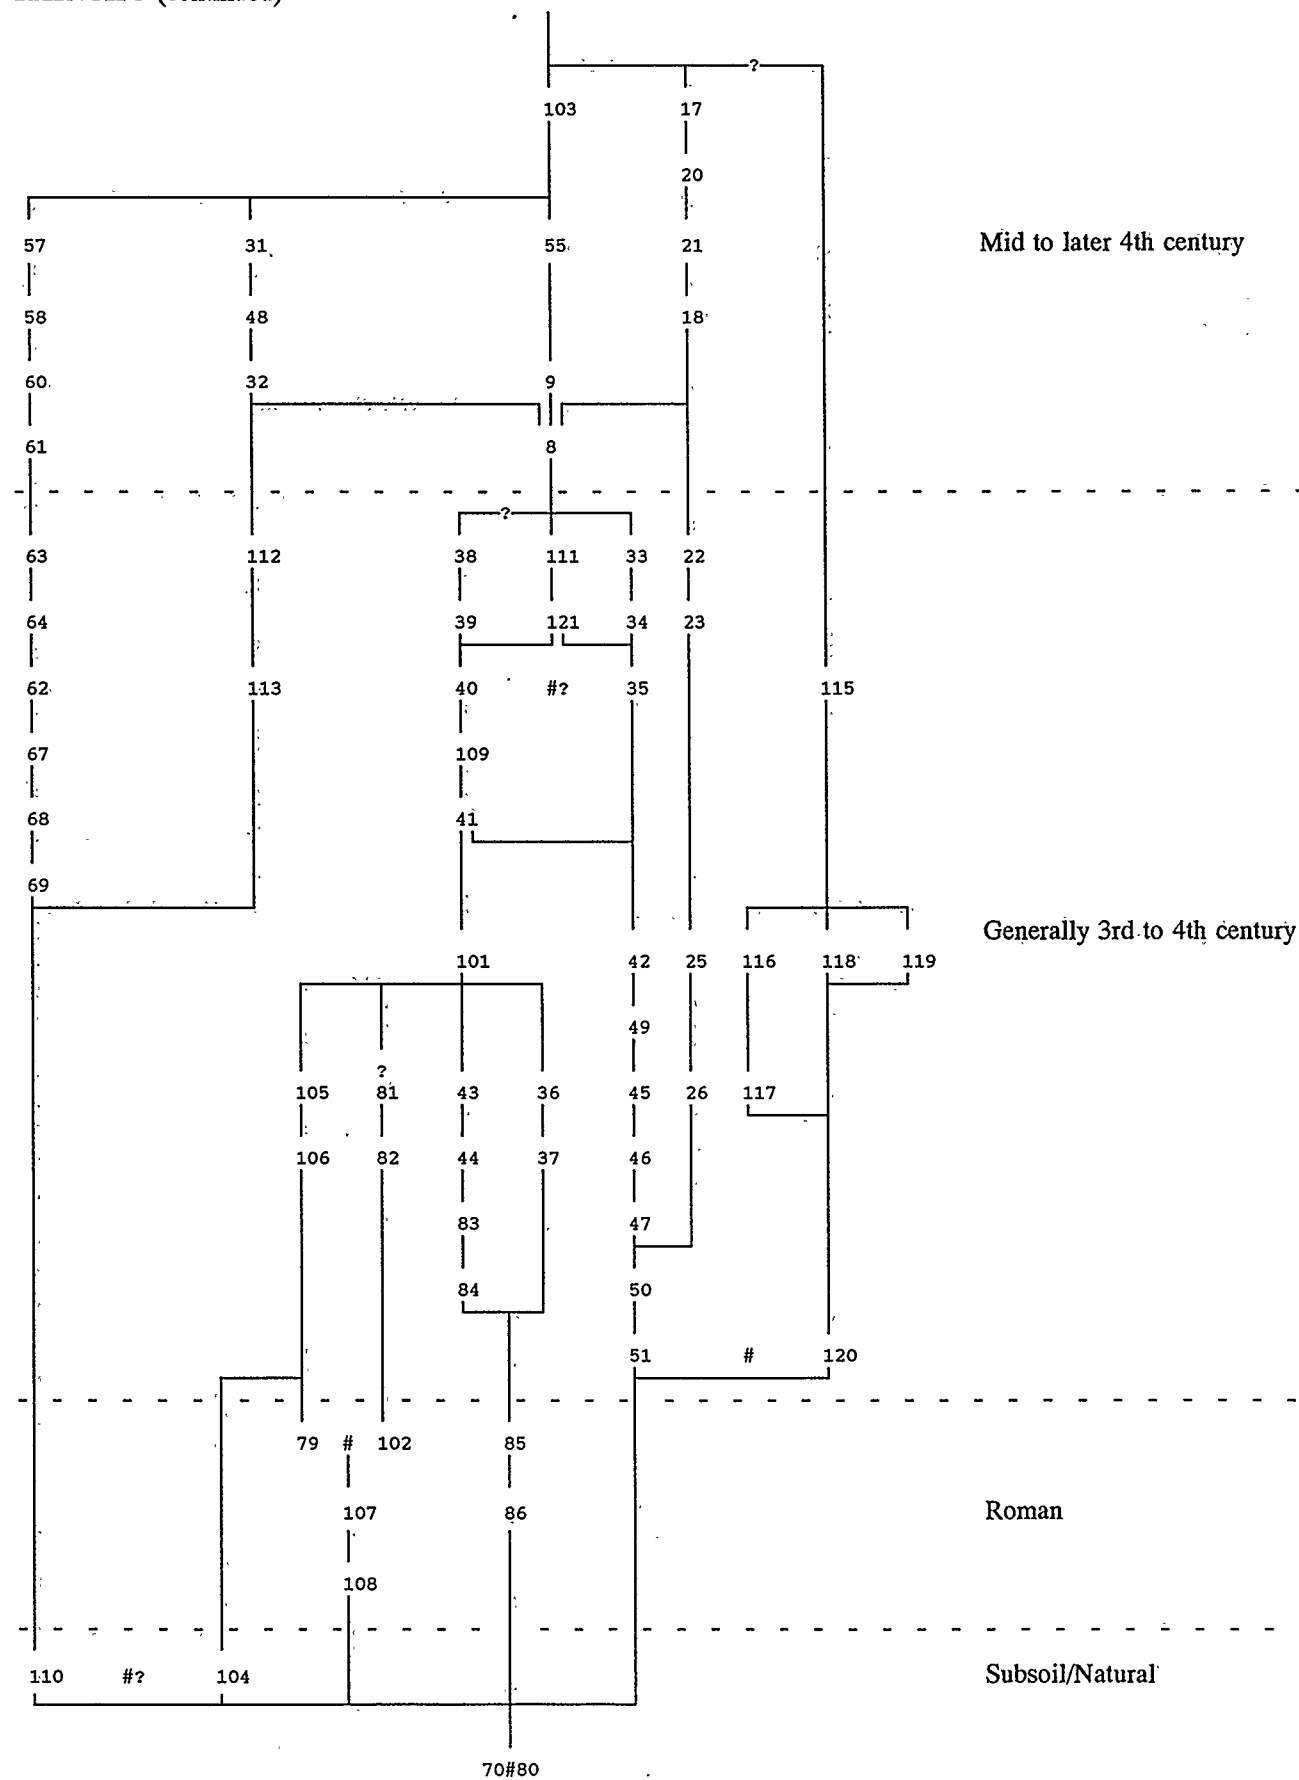 103 17
?
20
57 31 55 21 Mid to later 4th century
58 48 18
60 32 9
61 8
?
63 112 38 111 33 22
64 39 121 34 23
62 113 40 #? 35 115
67 109
68 41
69
Generally 3rd to 4th century
101 42 25 116 118 119
49
?
105 81 43 36 45 26 117
106 82 44 37 46
83 47
84 50
51 # 120
79 # 102 85
107 86 Roman
108
110 #? 104 Subsoil/Natural
70#80